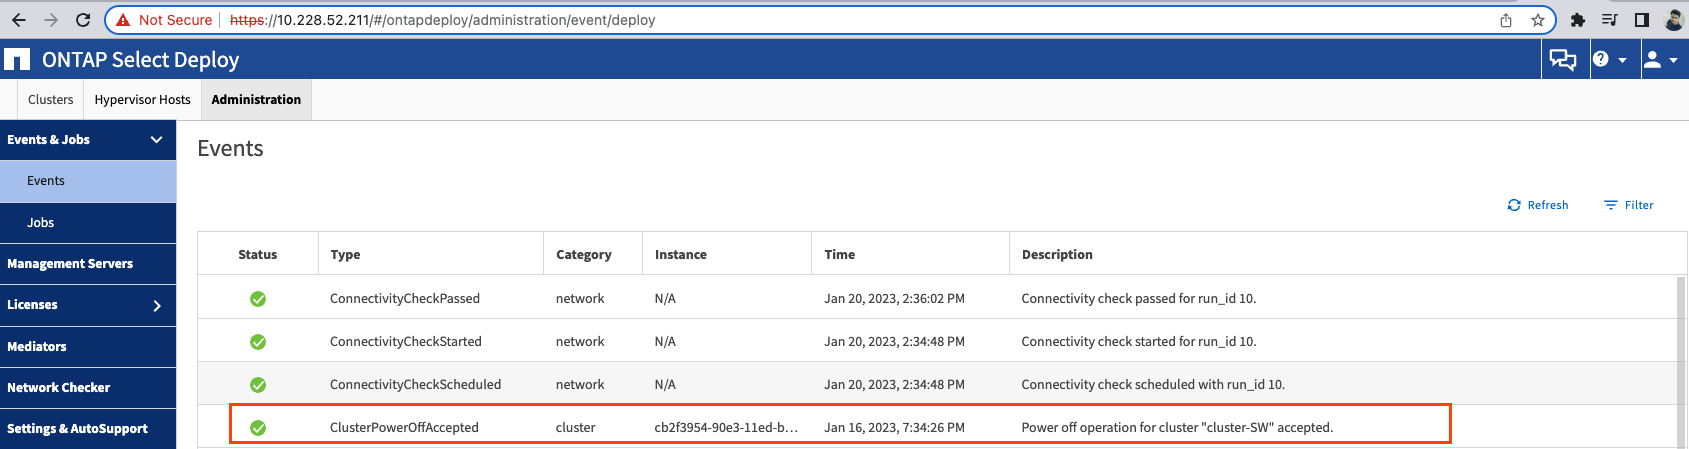 Not Secure | https://10.228.52.211/#/ontapdeploy/administration/event/deploy
ONTAP Select Deploy
Clusters Hypervisor Hosts Administration
Events & Jobs
Events
Jobs
Management Servers
Licenses
Mediators
Network Checker
Settings & AutoSupport
Events
Refresh Filter
Status Type Category Instance Time Description
ConnectivityCheckPassed network N/A Jan 20, 2023, 2:36:02 PM Connectivity check passed for run_id 10.
ConnectivityCheckStarted network N/A Jan 20, 2023, 2:34:48 PM Connectivity check started for run_id 10.
ConnectivityCheckScheduled network N/A Jan 20, 2023, 2:34:48 PM Connectivity check scheduled with run_id 10.
ClusterPowerOffAccepted cluster cb2f3954-90e3-11ed-b... Jan 16, 2023, 7:34:26 PM Power off operation for cluster "cluster-SW" accepted.